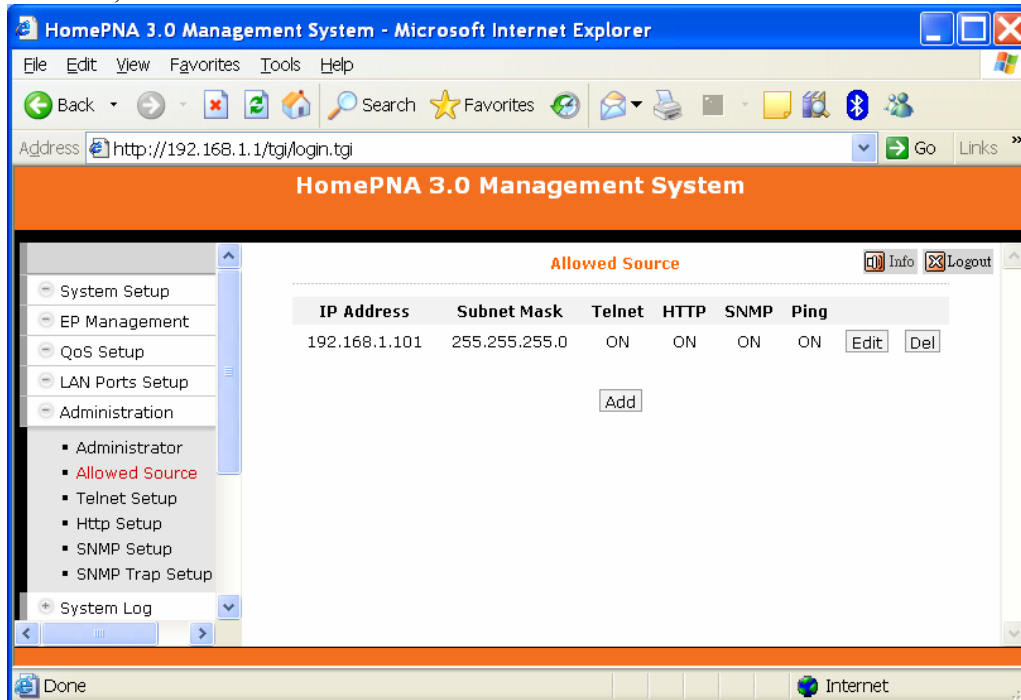 HomePNA 3.0 Management System - Microsoft Internet Explorer
File Edit View Favorites Tools Help
Back Search Favorites
Address http://192.168.1.1/tgi/login.tgi Go Links »
HomePNA 3.0 Management System
Allowed Source Info Logout
System Setup
EP Management
QoS Setup
LAN Ports Setup
Administration
Administrator
Allowed Source
Telnet Setup
Http Setup
SNMP Setup
SNMP Trap Setup
System Log
IP Address Subnet Mask Telnet HTTP SNMP Ping
192.168.1.101 255.255.255.0 ON ON ON ON Edit Del
Add
Done Internet